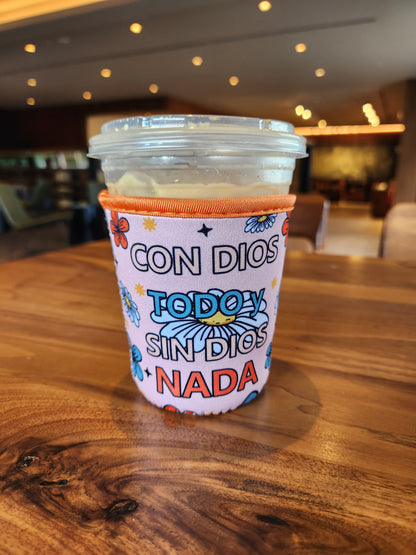 CON DIOS
TODO y
SIN DIOS
NADA